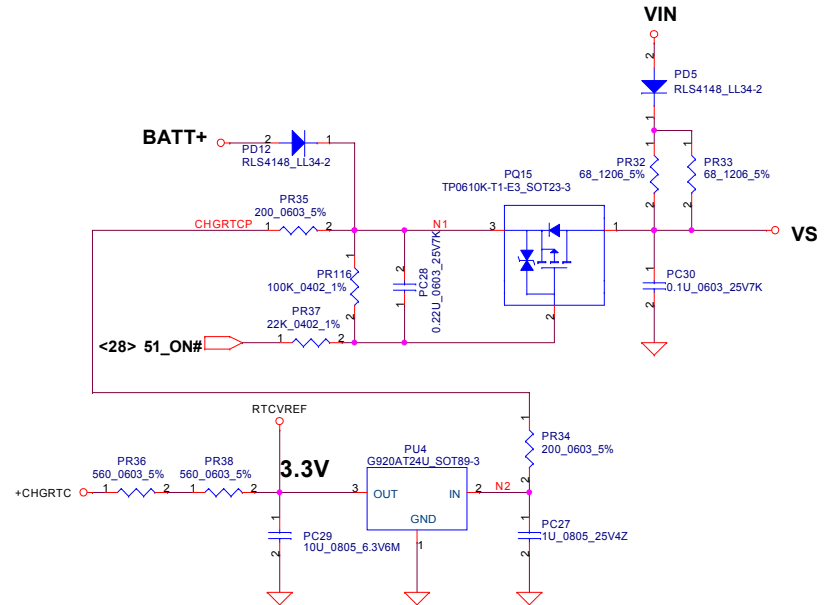 VIN
2
PD5
RLS4148_LL34-2
1
BATT+
2
1
PD12
RLS4148_LL34-2
1
1
PR32
68_1206_5%
PR33
68_1206_5%
2
2
PQ15
TP0610K-T1-E3_SOT23-3
PR35
200_0603_5%
CHGRTCP
1
2
N1
3
1
VS
2
1
2
PR116
100K_0402_1%
2
1
PC28
0.22U_0603_25V7K
1
2
PC30
0.1U_0603_25V7K
PR37
22K_0402_1%
<28> 51_ON#
1
2
RTCVREF
1
PR34
200_0603_5%
2
PR36
560_0603_5%
PR38
560_0603_5%
3.3V
PU4
G920AT24U_SOT89-3
+CHGRTC
1
2
1
2
3
OUT
IN
2
N2
GND
1
1
2
PC29
10U_0805_6.3V6M
1
2
PC27
1U_0805_25V4Z